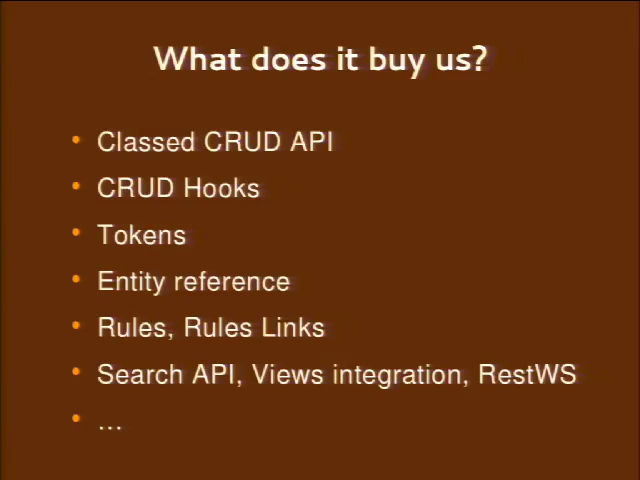 What does it buy us?
• Classed CRUD API
• CRUD Hooks
• Tokens
• Entity reference
• Rules, Rules Links
• Search API, Views integration, RestWS
• ...